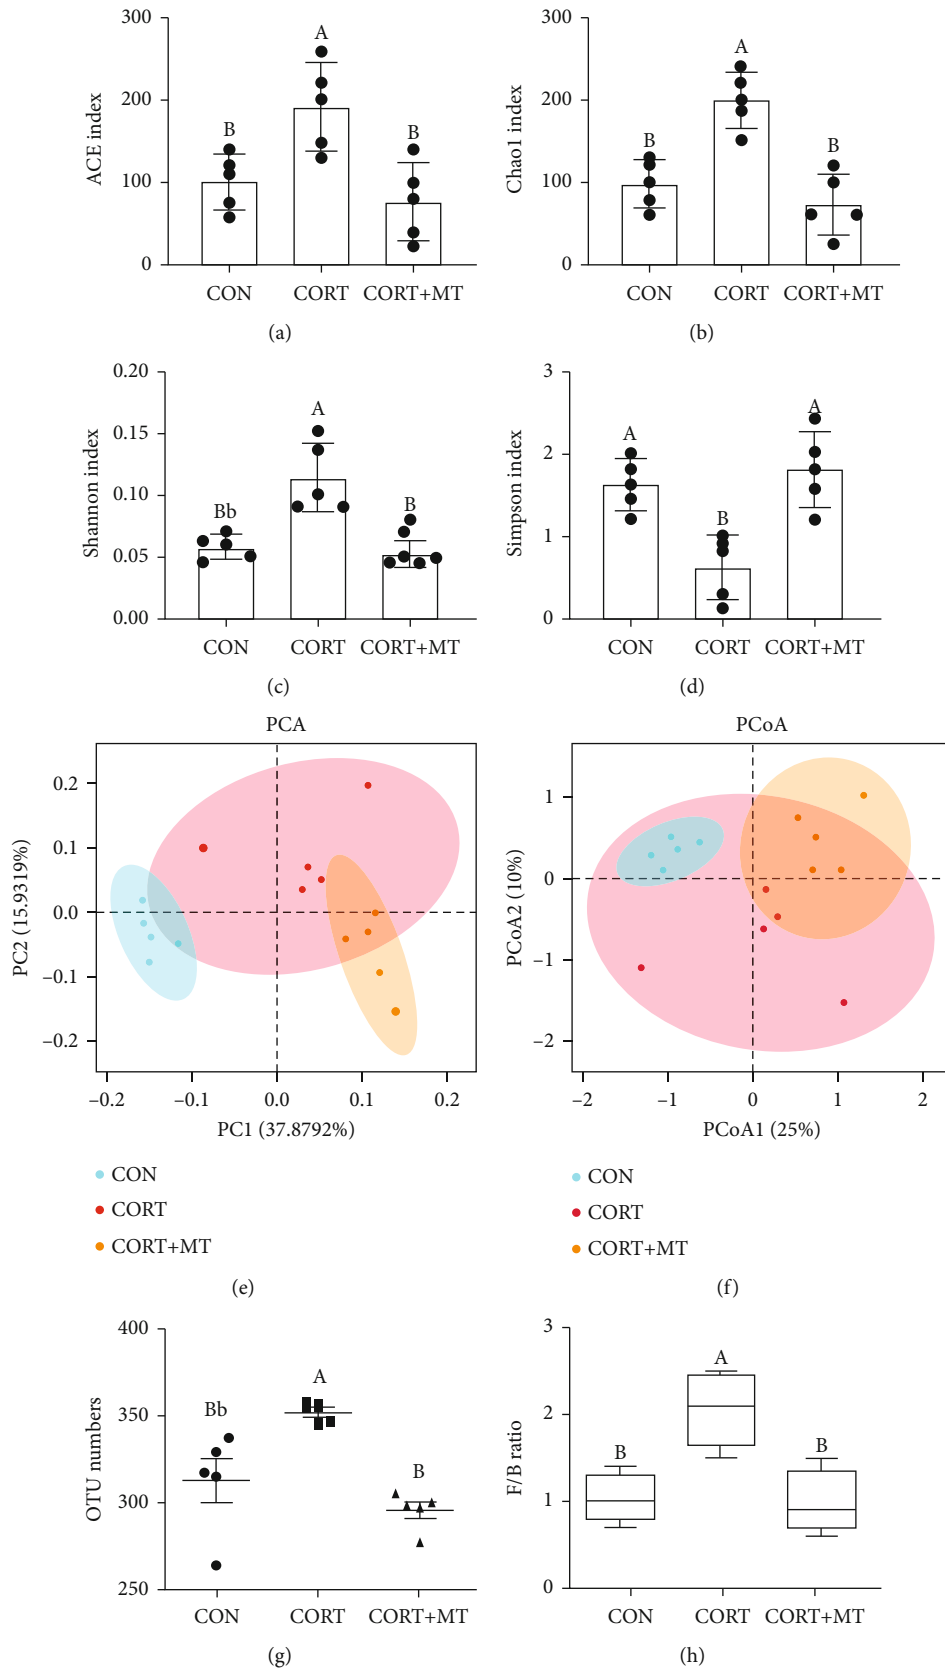 300
200
100
0
ACE index
B
A
B
CON
CORT
CORT+MT
(a)
300
200
100
0
Chao1 index
B
A
B
CON
CORT
CORT+MT
(b)
0.20
0.15
0.10
0.05
0.00
Shannon index
Bb
A
B
CON
CORT
CORT+MT
(c)
3
2
1
0
Simpson index
A
B
A
CON
CORT
CORT+MT
(d)
PCA
0.2
0.1
0.0
−0.1
−0.2
PC2 (15.9319%)
−0.2
−0.1
0.0
0.1
0.2
PC1 (37.8792%)
CON
CORT
CORT+MT
(e)
PCoA
1
0
−1
−2
PCoA2 (10%)
−2
−1
0
1
2
PCoA1 (25%)
CON
CORT
CORT+MT
(f)
400
350
300
250
OTU numbers
Bb
A
B
CON
CORT
CORT+MT
(g)
3
2
1
0
F/B ratio
B
A
B
CON
CORT
CORT+MT
(h)